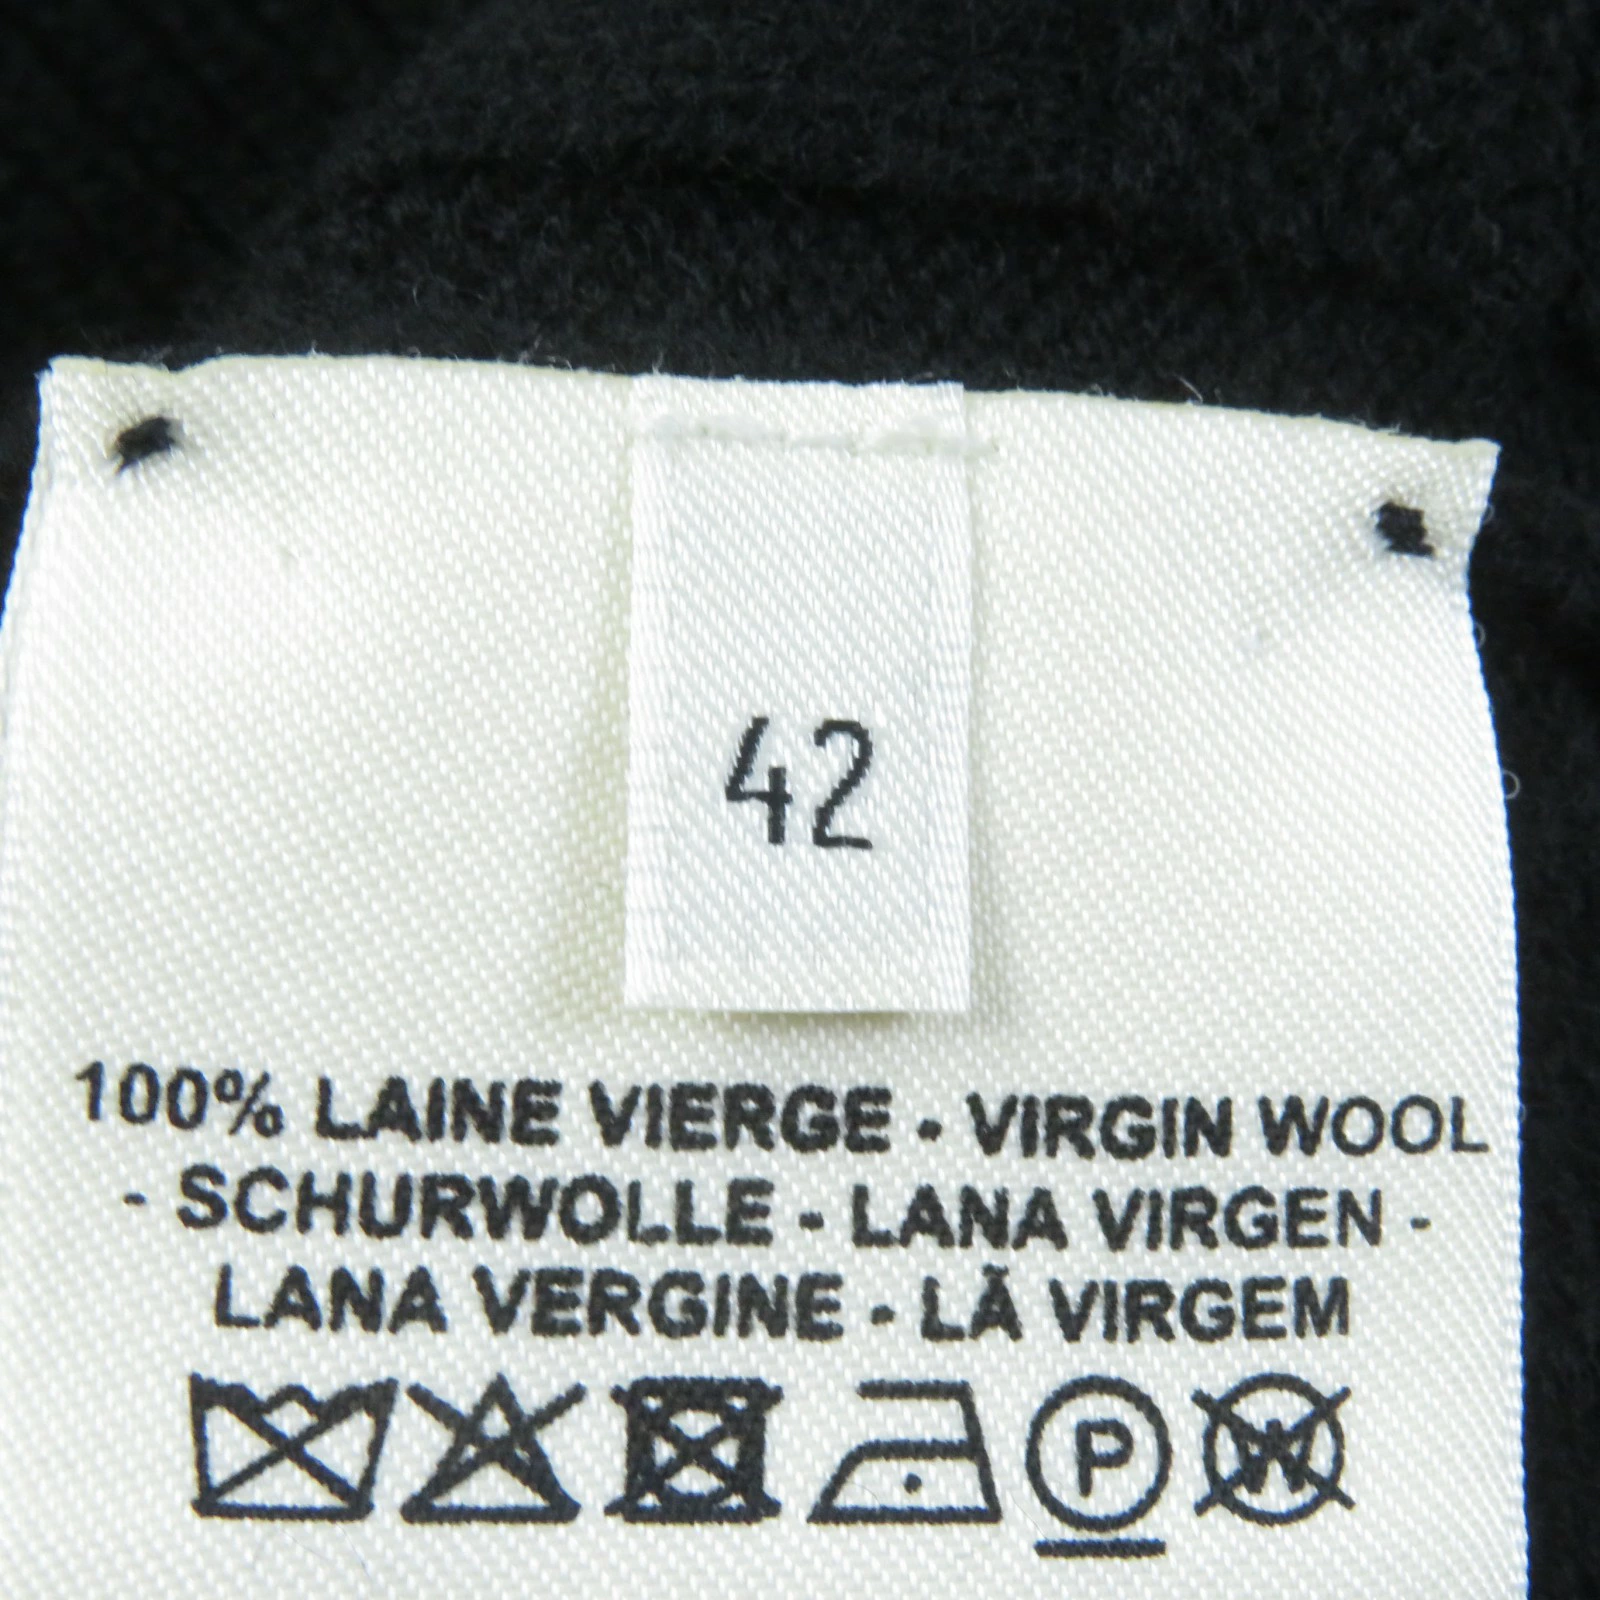 42
100% LAINE VIERGE - VIRGIN WOOL
- SCHURWOLLE - LANA VIRGEN -
LANA VERGINE - LÃ VIRGEM
P W